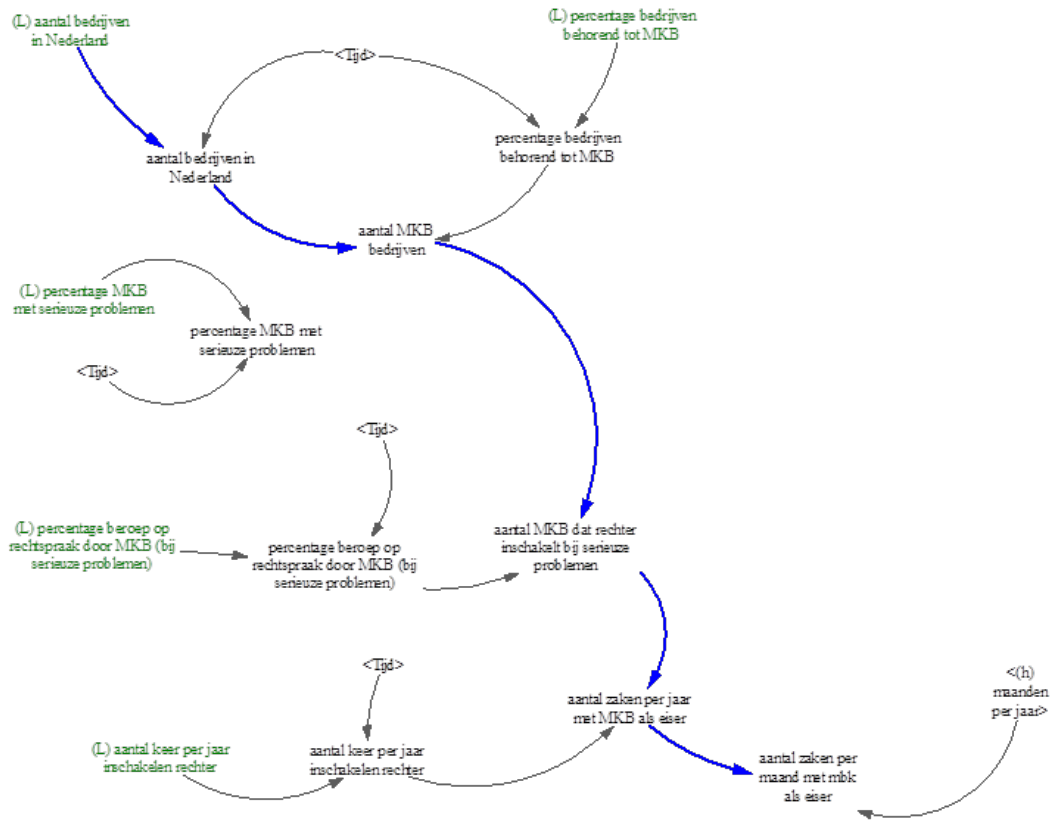 (L) aantal bedrijven
in Nederland
(L) percentage bedrijven
behorend tot MKB
<Tijd>
aantal bedrijven in
Nederland
percentage bedrijven
behorend tot MKB
aantal MKB
bedrijven
(L) percentage MKB
met serieuze problemen
percentage MKB met
serieuze problemen
<Tijd>
<Tijd>
(L) percentage beroep op
rechtspraak door MKB (bij
serieuze problemen)
percentage beroep op
rechtspraak door MKB (bij
serieuze problemen)
aantal MKB dat rechter
inschakelt bij serieuze
problemen
<Tijd>
aantal zaken per jaar
met MKB als eiser
<(h)
maanden
per jaar>
(L) aantal keer per jaar
inschakelen rechter
aantal keer per jaar
inschakelen rechter
aantal zaken per
maand met mbk
als eiser